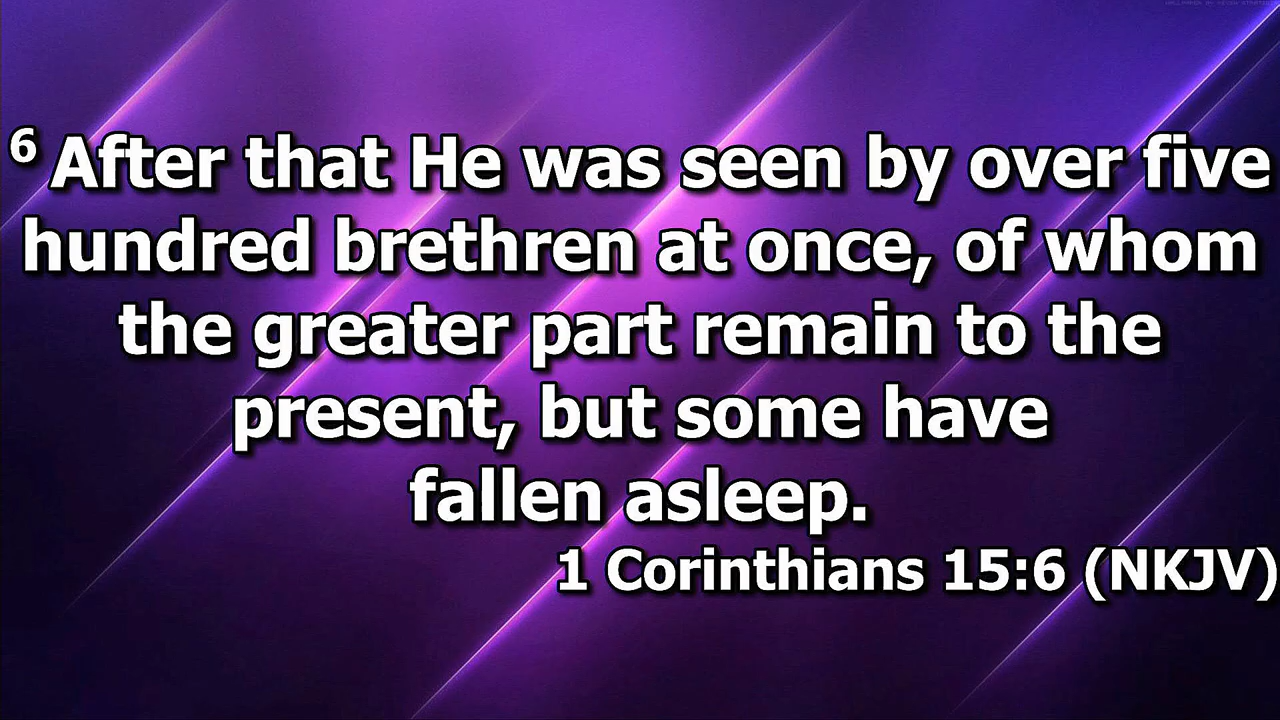 6 After that He was seen by over five
hundred brethren at once, of whom
the greater part remain to the
present, but some have
fallen asleep.
1 Corinthians 15:6 (NKJV)